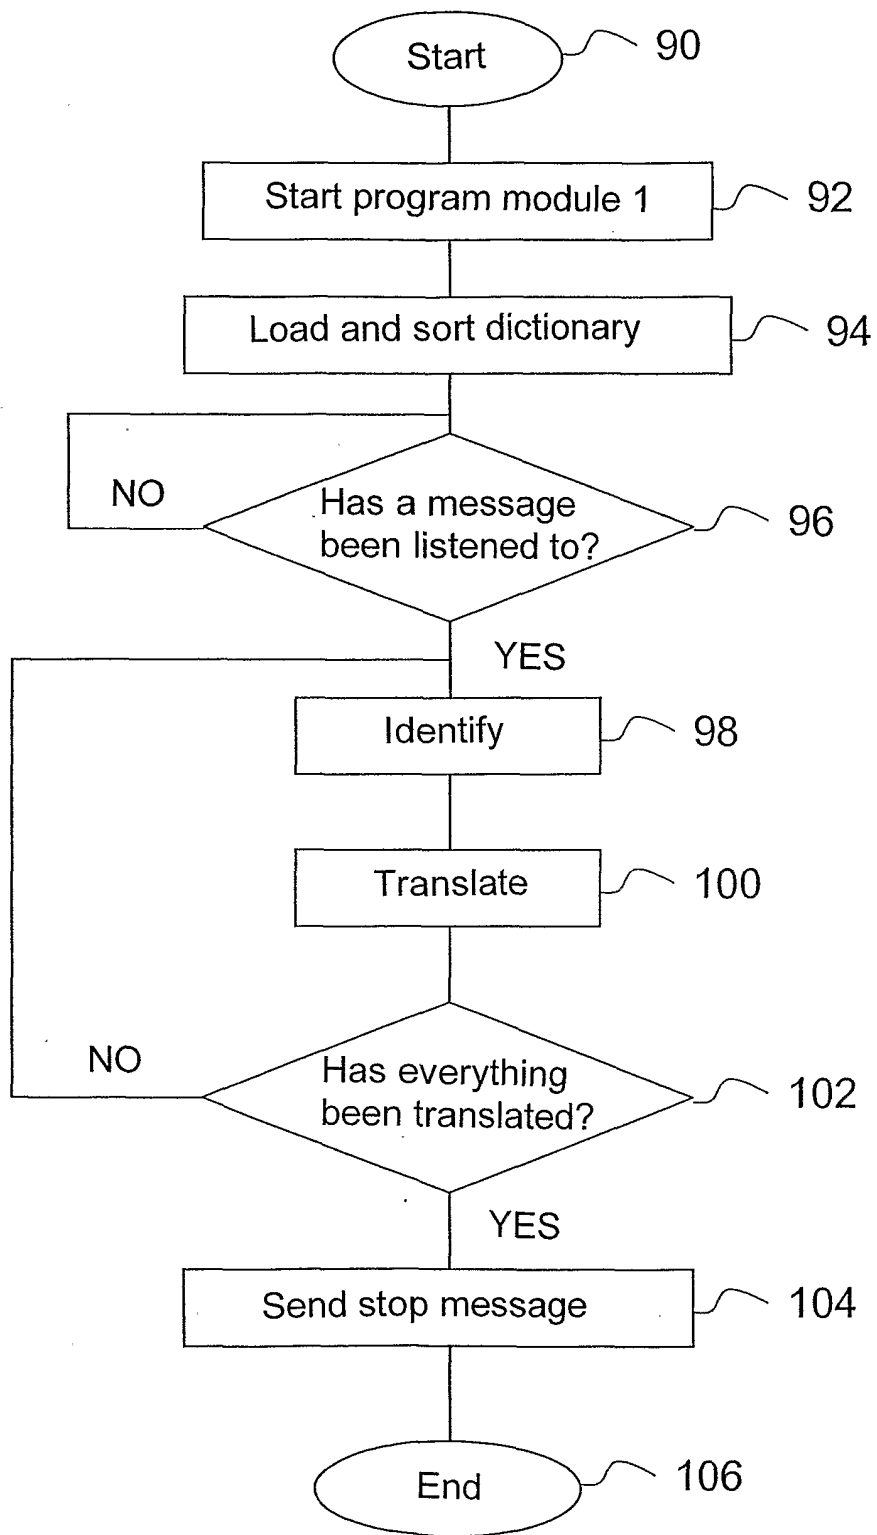 Start
90
Start program module 1
92
Load and sort dictionary
94
NO
Has a message
been listened to?
96
YES
Identify
98
Translate
100
NO
Has everything
been translated?
102
YES
Send stop message
104
End
106